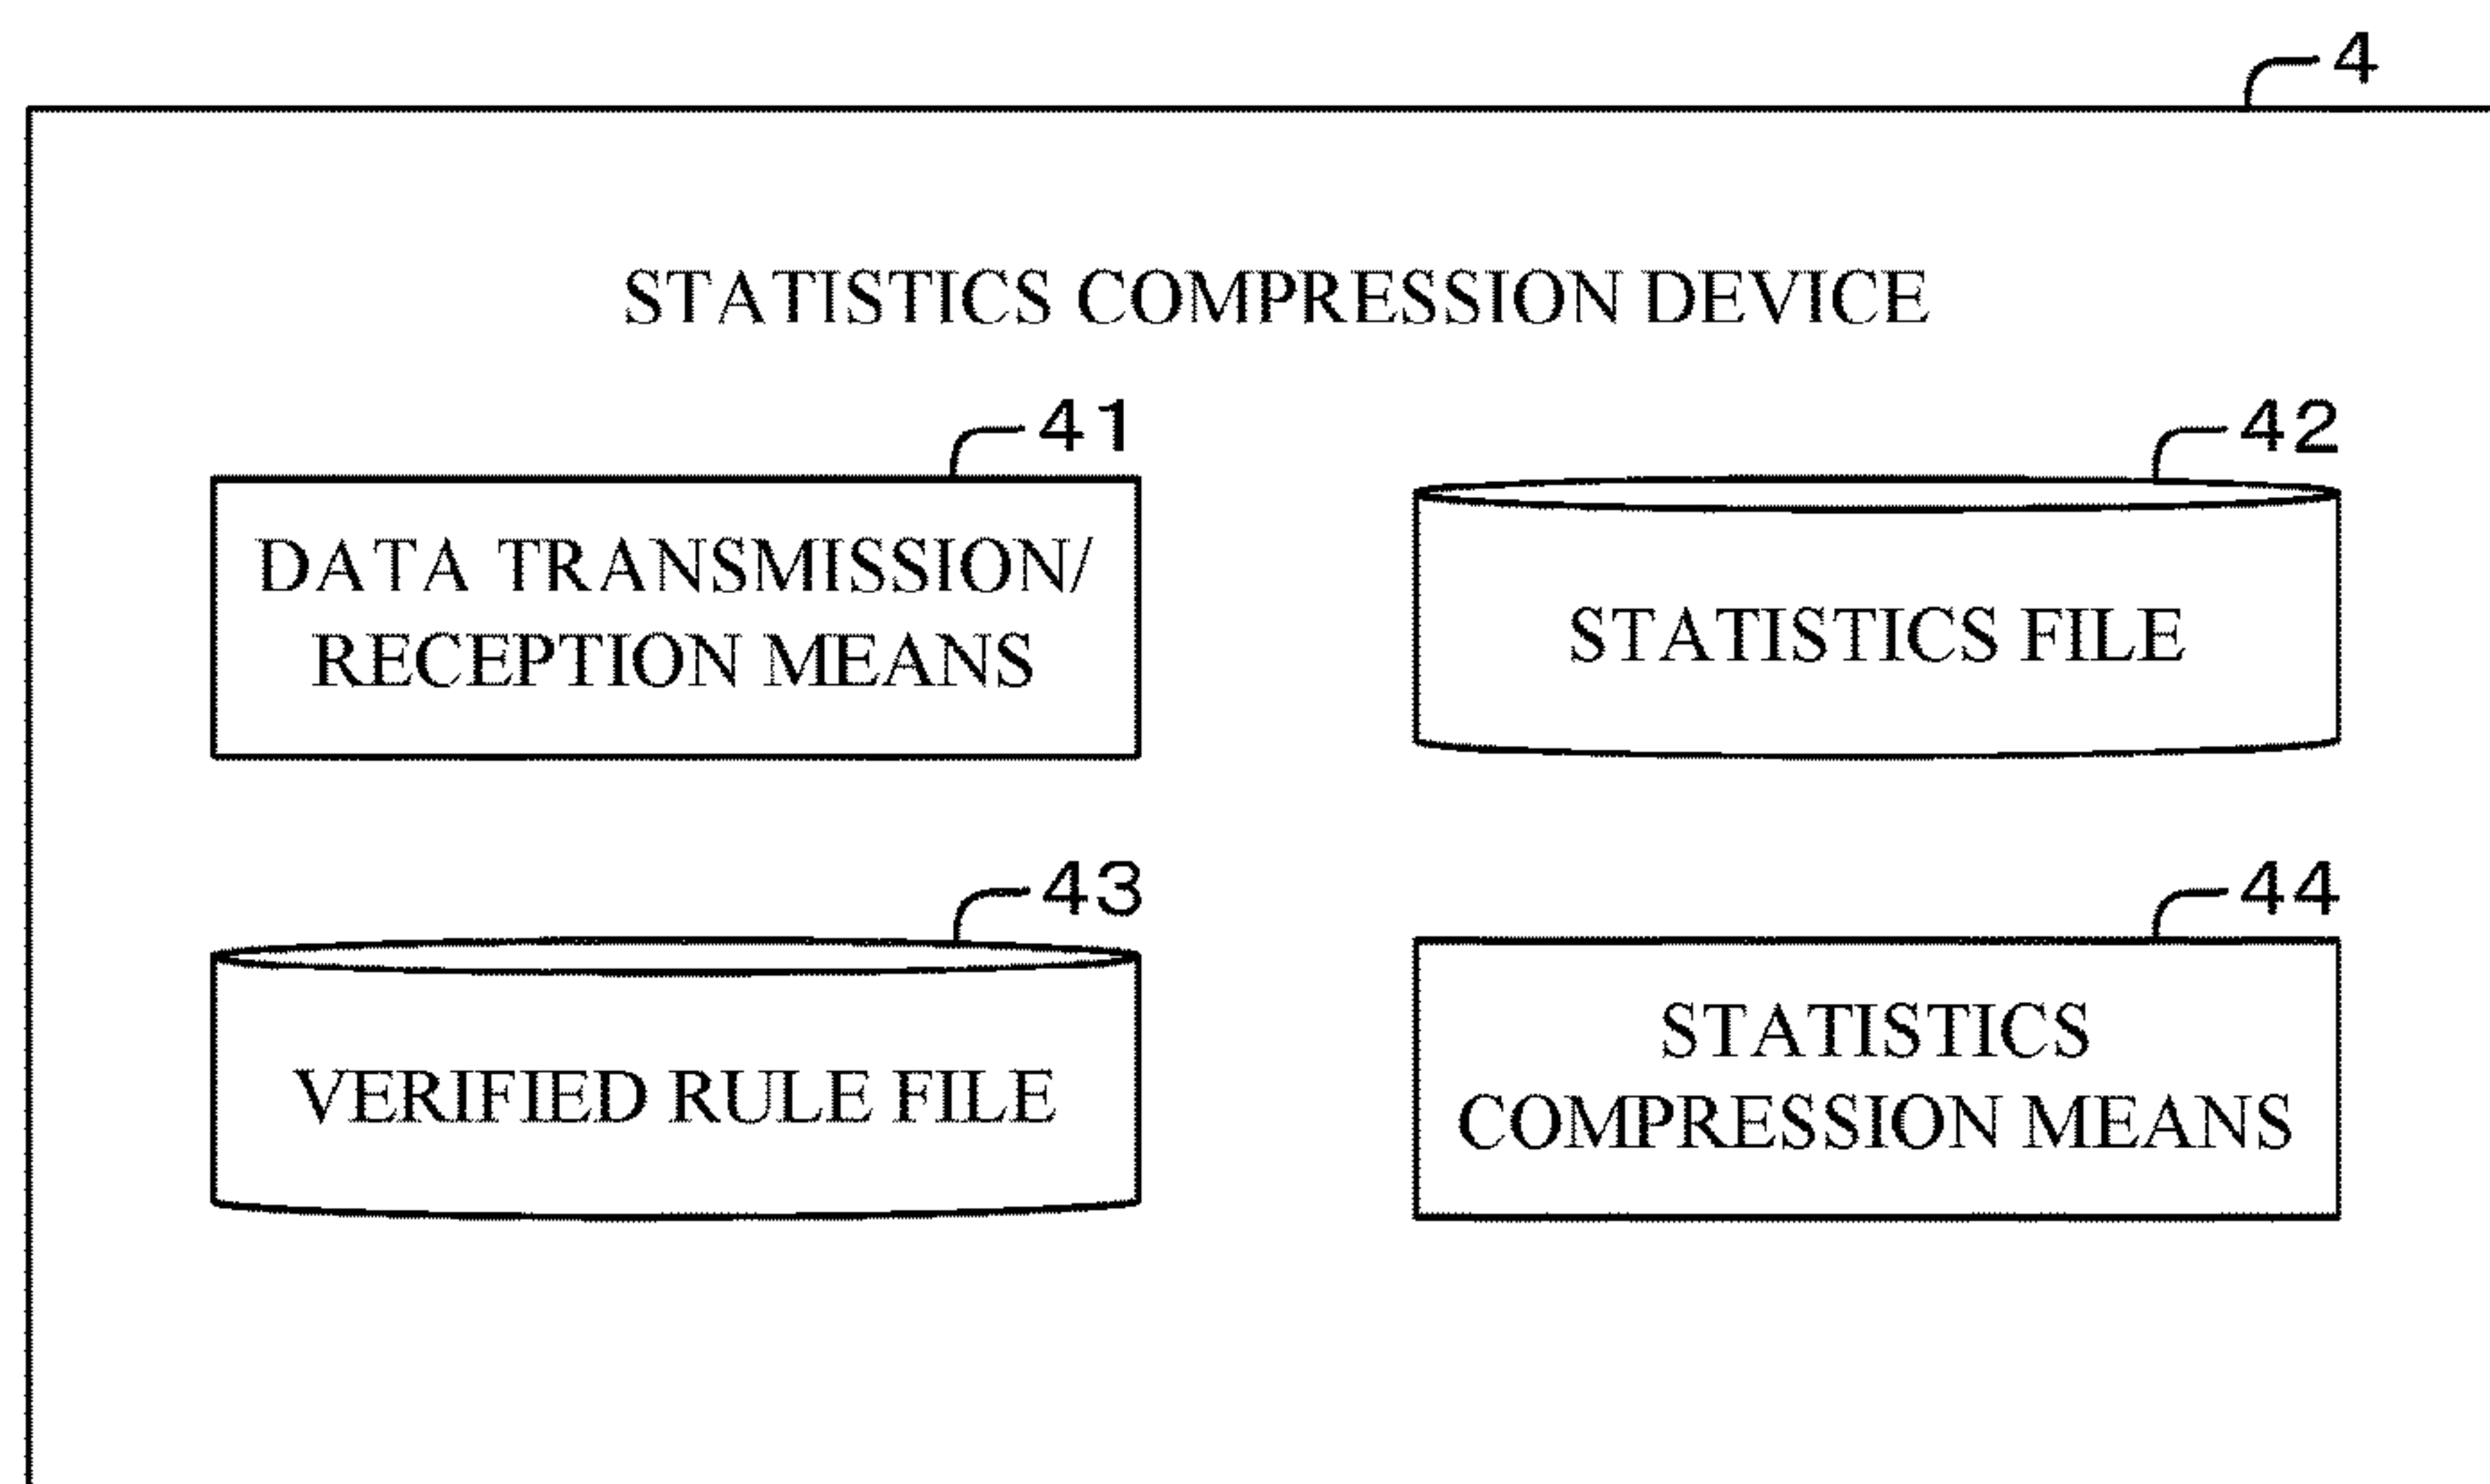 4
STATISTICS COMPRESSION DEVICE
41
DATA TRANSMISSION/
RECEPTION MEANS
42
STATISTICS FILE
43
VERIFIED RULE FILE
44
STATISTICS
COMPRESSION MEANS